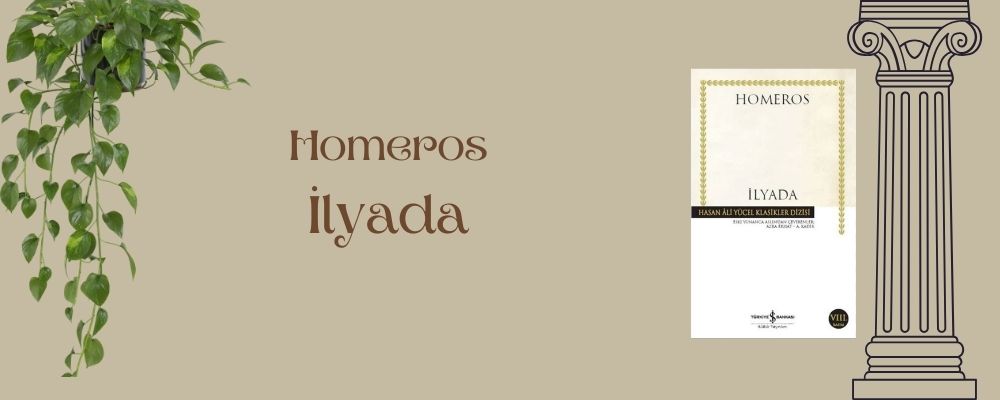 Homeros
İlyada
HOMEROS
İLYADA
HASAN ÂLİ YÜCEL KLASİKLER DİZİSİ
ESKİ YUNANCA ASLINDAN ÇEVİRENLER:
AZRA ERHAT - A. KADİR
TÜRKİYE İŞ BANKASI
Kültür Yayınları
VIII.
BASIM